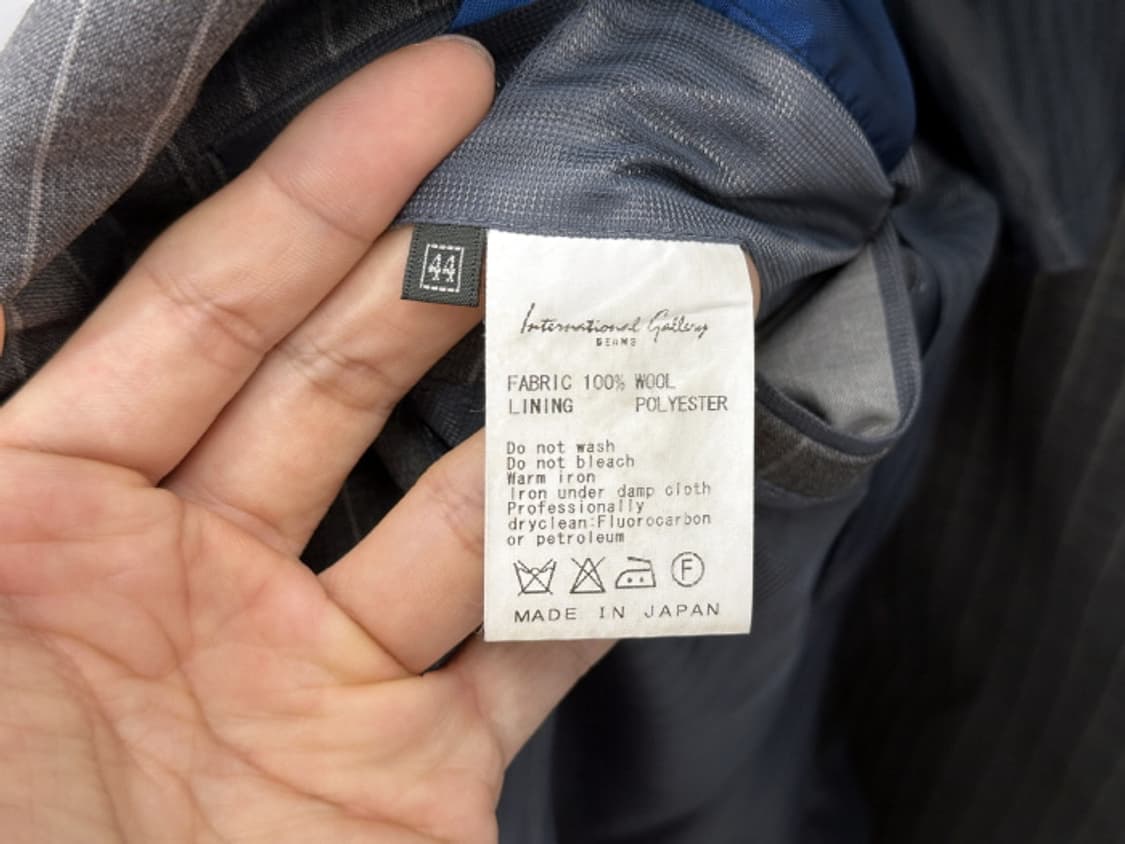 44
International Gallery
BEAMS
FABRIC 100% WOOL
LINING POLYESTER
Do not wash
Do not bleach
Warm iron
Iron under damp cloth
Professionally
dryclean:Fluorocarbon
or petroleum
F
MADE IN JAPAN